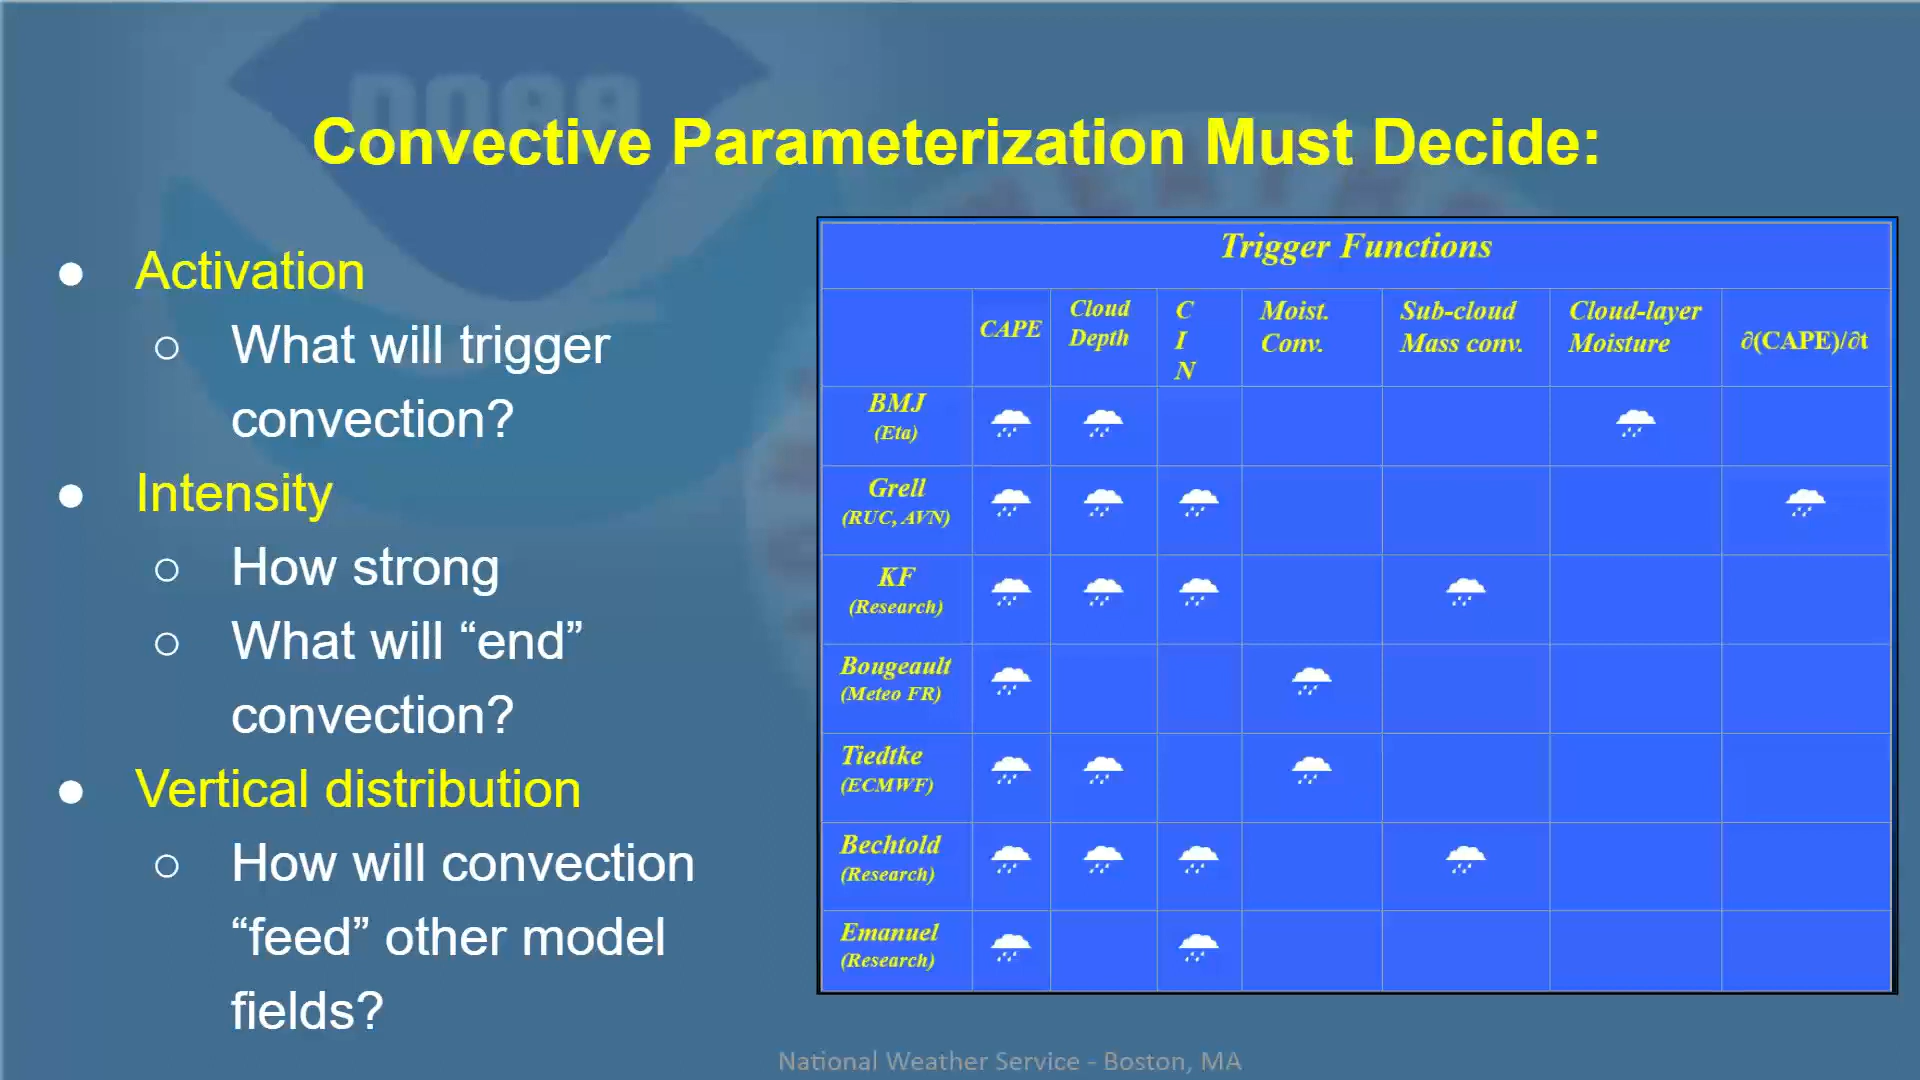 noaa
Convective Parameterization Must Decide:
● Activation
○ What will trigger
convection?
● Intensity
○ How strong
○ What will “end”
convection?
● Vertical distribution
○ How will convection
“feed” other model
fields?
Trigger Functions
CAPE
Cloud
Depth
C
I
N
Moist.
Conv.
Sub-cloud
Mass conv.
Cloud-layer
Moisture
∂(CAPE)/∂t
BMJ
(Eta)
Grell
(RUC, AVN)
KF
(Research)
Bougeault
(Meteo FR)
Tiedtke
(ECMWF)
Bechtold
(Research)
Emanuel
(Research)
National Weather Service - Boston, MA